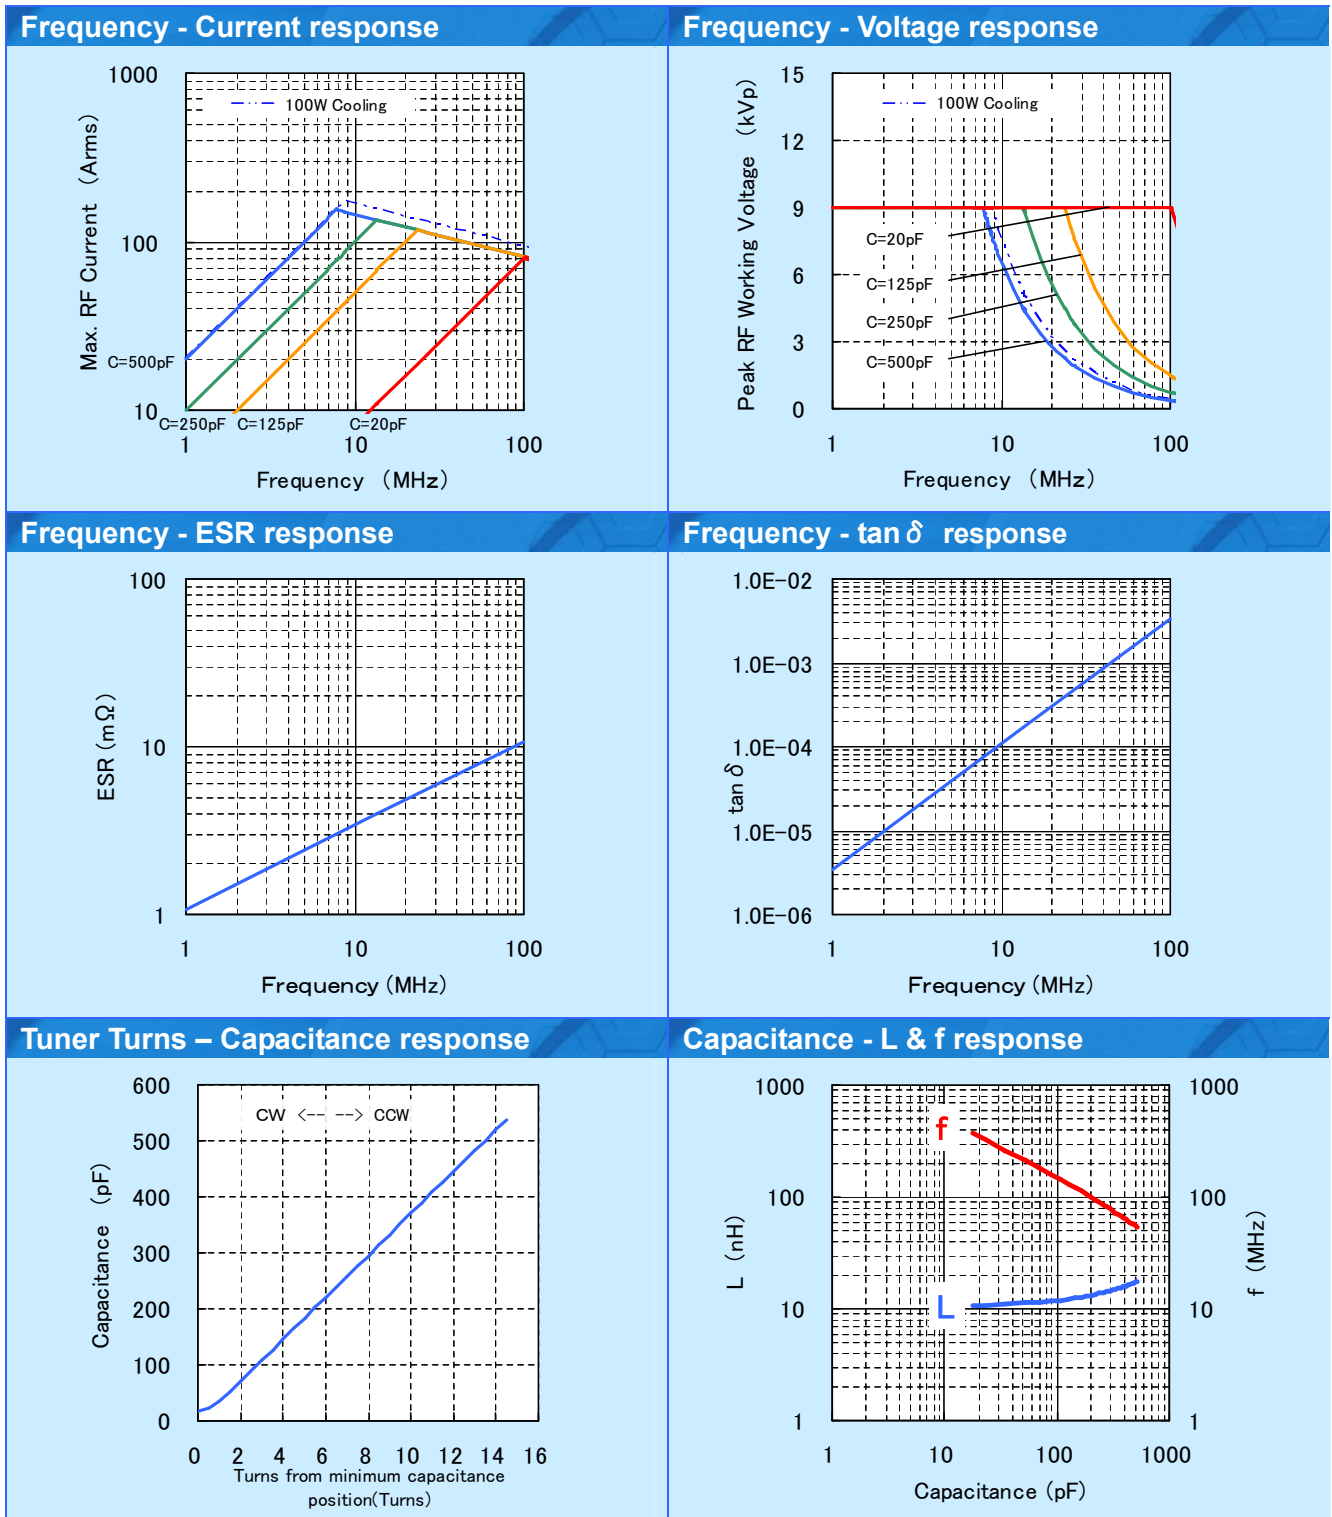 Frequency - Current response
1000
100
10
Max. RF Current (Arms)
100W Cooling
C=500pF
C=250pF C=125pF C=20pF
1 10 100
Frequency (MHz)
Frequency - Voltage response
15
12
9
6
3
0
Peak RF Working Voltage (kVp)
100W Cooling
C=20pF
C=125pF
C=250pF
C=500pF
1 10 100
Frequency (MHz)
Frequency - ESR response
100
10
1
ESR (mΩ)
1 10 100
Frequency (MHz)
Frequency - tan δ response
1.0E-02
1.0E-03
1.0E-04
1.0E-05
1.0E-06
tan δ
1 10 100
Frequency (MHz)
Tuner Turns – Capacitance response
600
500
400
300
200
100
0
Capacitance (pF)
CW <-- --> CCW
0 2 4 6 8 10 12 14 16
Turns from minimum capacitance
position(Turns)
Capacitance - L & f response
1000
100
10
1
L (nH)
f
L
1000
100
10
1
f (MHz)
1 10 100 1000
Capacitance (pF)